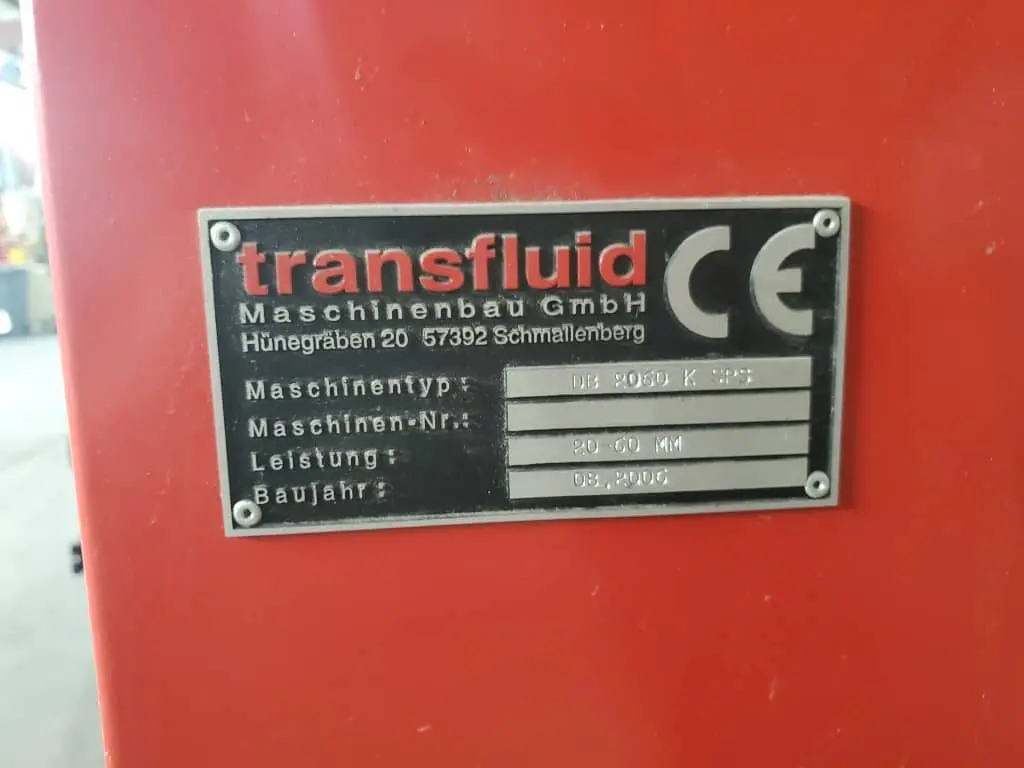 transfluid CE
Maschinenbau GmbH
Hünegräben 20 57392 Schmallenberg
Maschinentyp: DB 2060 K SPS
Maschinen-Nr.:
Leistung: 20-60 MM
Baujahr: 08.2006